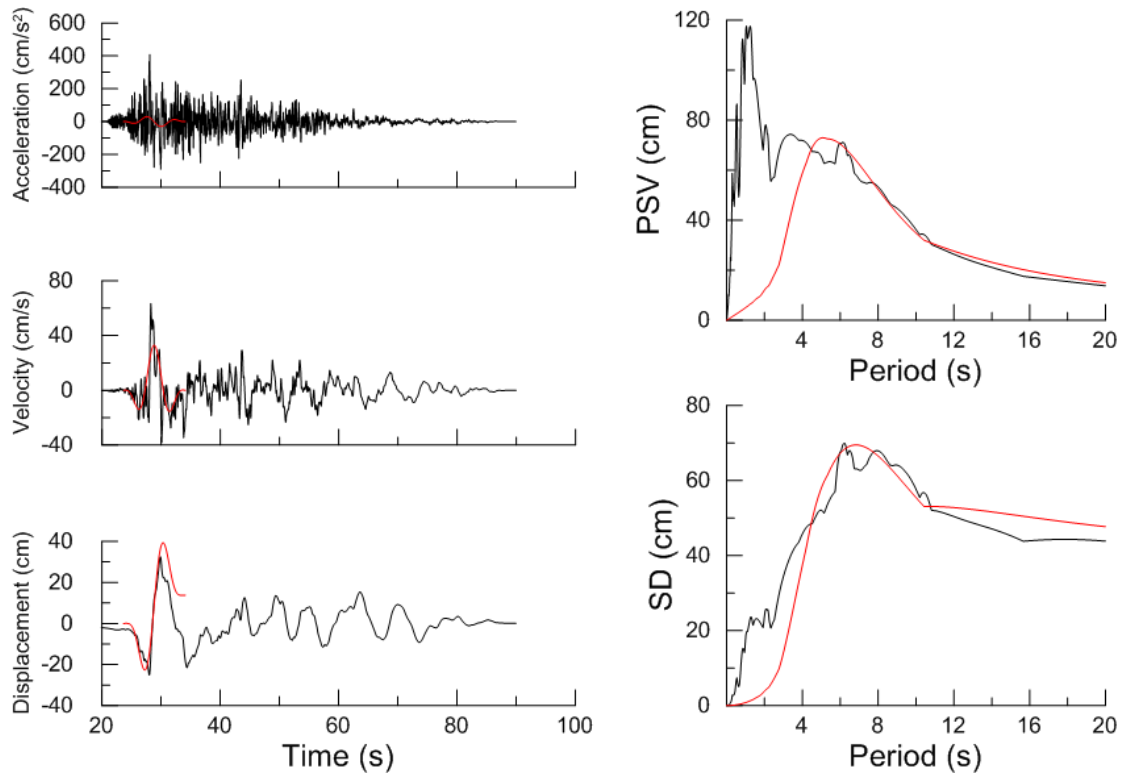 600
400
200
0
-200
-400
Acceleration (cm/s²)
80
40
0
-40
Velocity (cm/s)
40
20
0
-20
-40
Displacement (cm)
20 40 60 80 100
Time (s)
120
80
40
0
PSV (cm)
4 8 12 16 20
Period (s)
80
60
40
20
0
SD (cm)
4 8 12 16 20
Period (s)